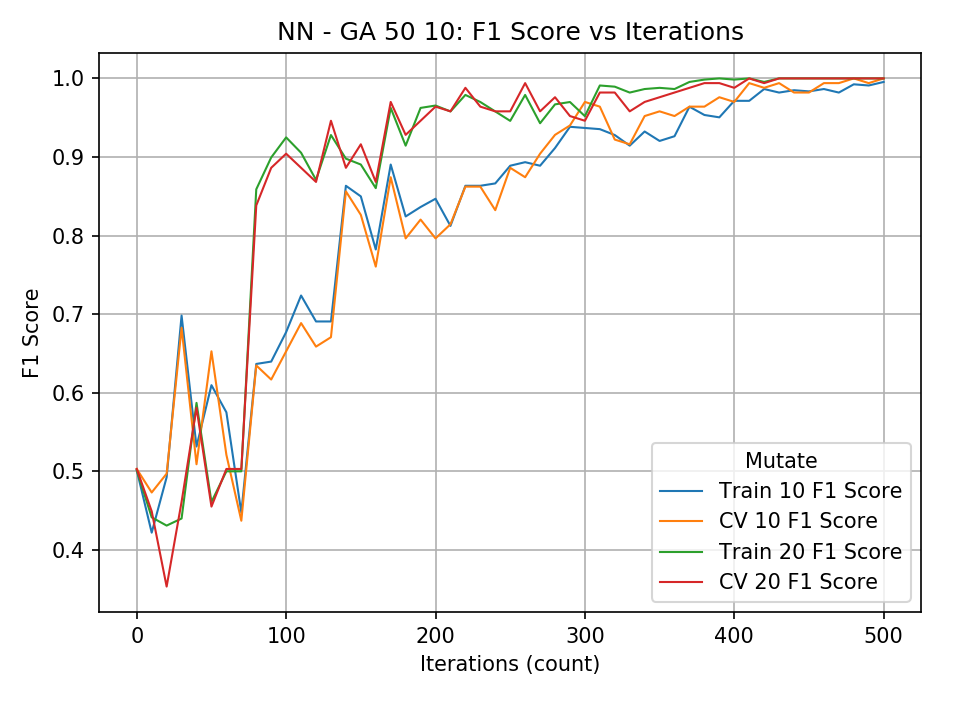 NN - GA 50 10: F1 Score vs Iterations
1.0
0.9
0.8
0.7
0.6
0.5
0.4
F1 Score
Mutate
Train 10 F1 Score
CV 10 F1 Score
Train 20 F1 Score
CV 20 F1 Score
0 100 200 300 400 500
Iterations (count)